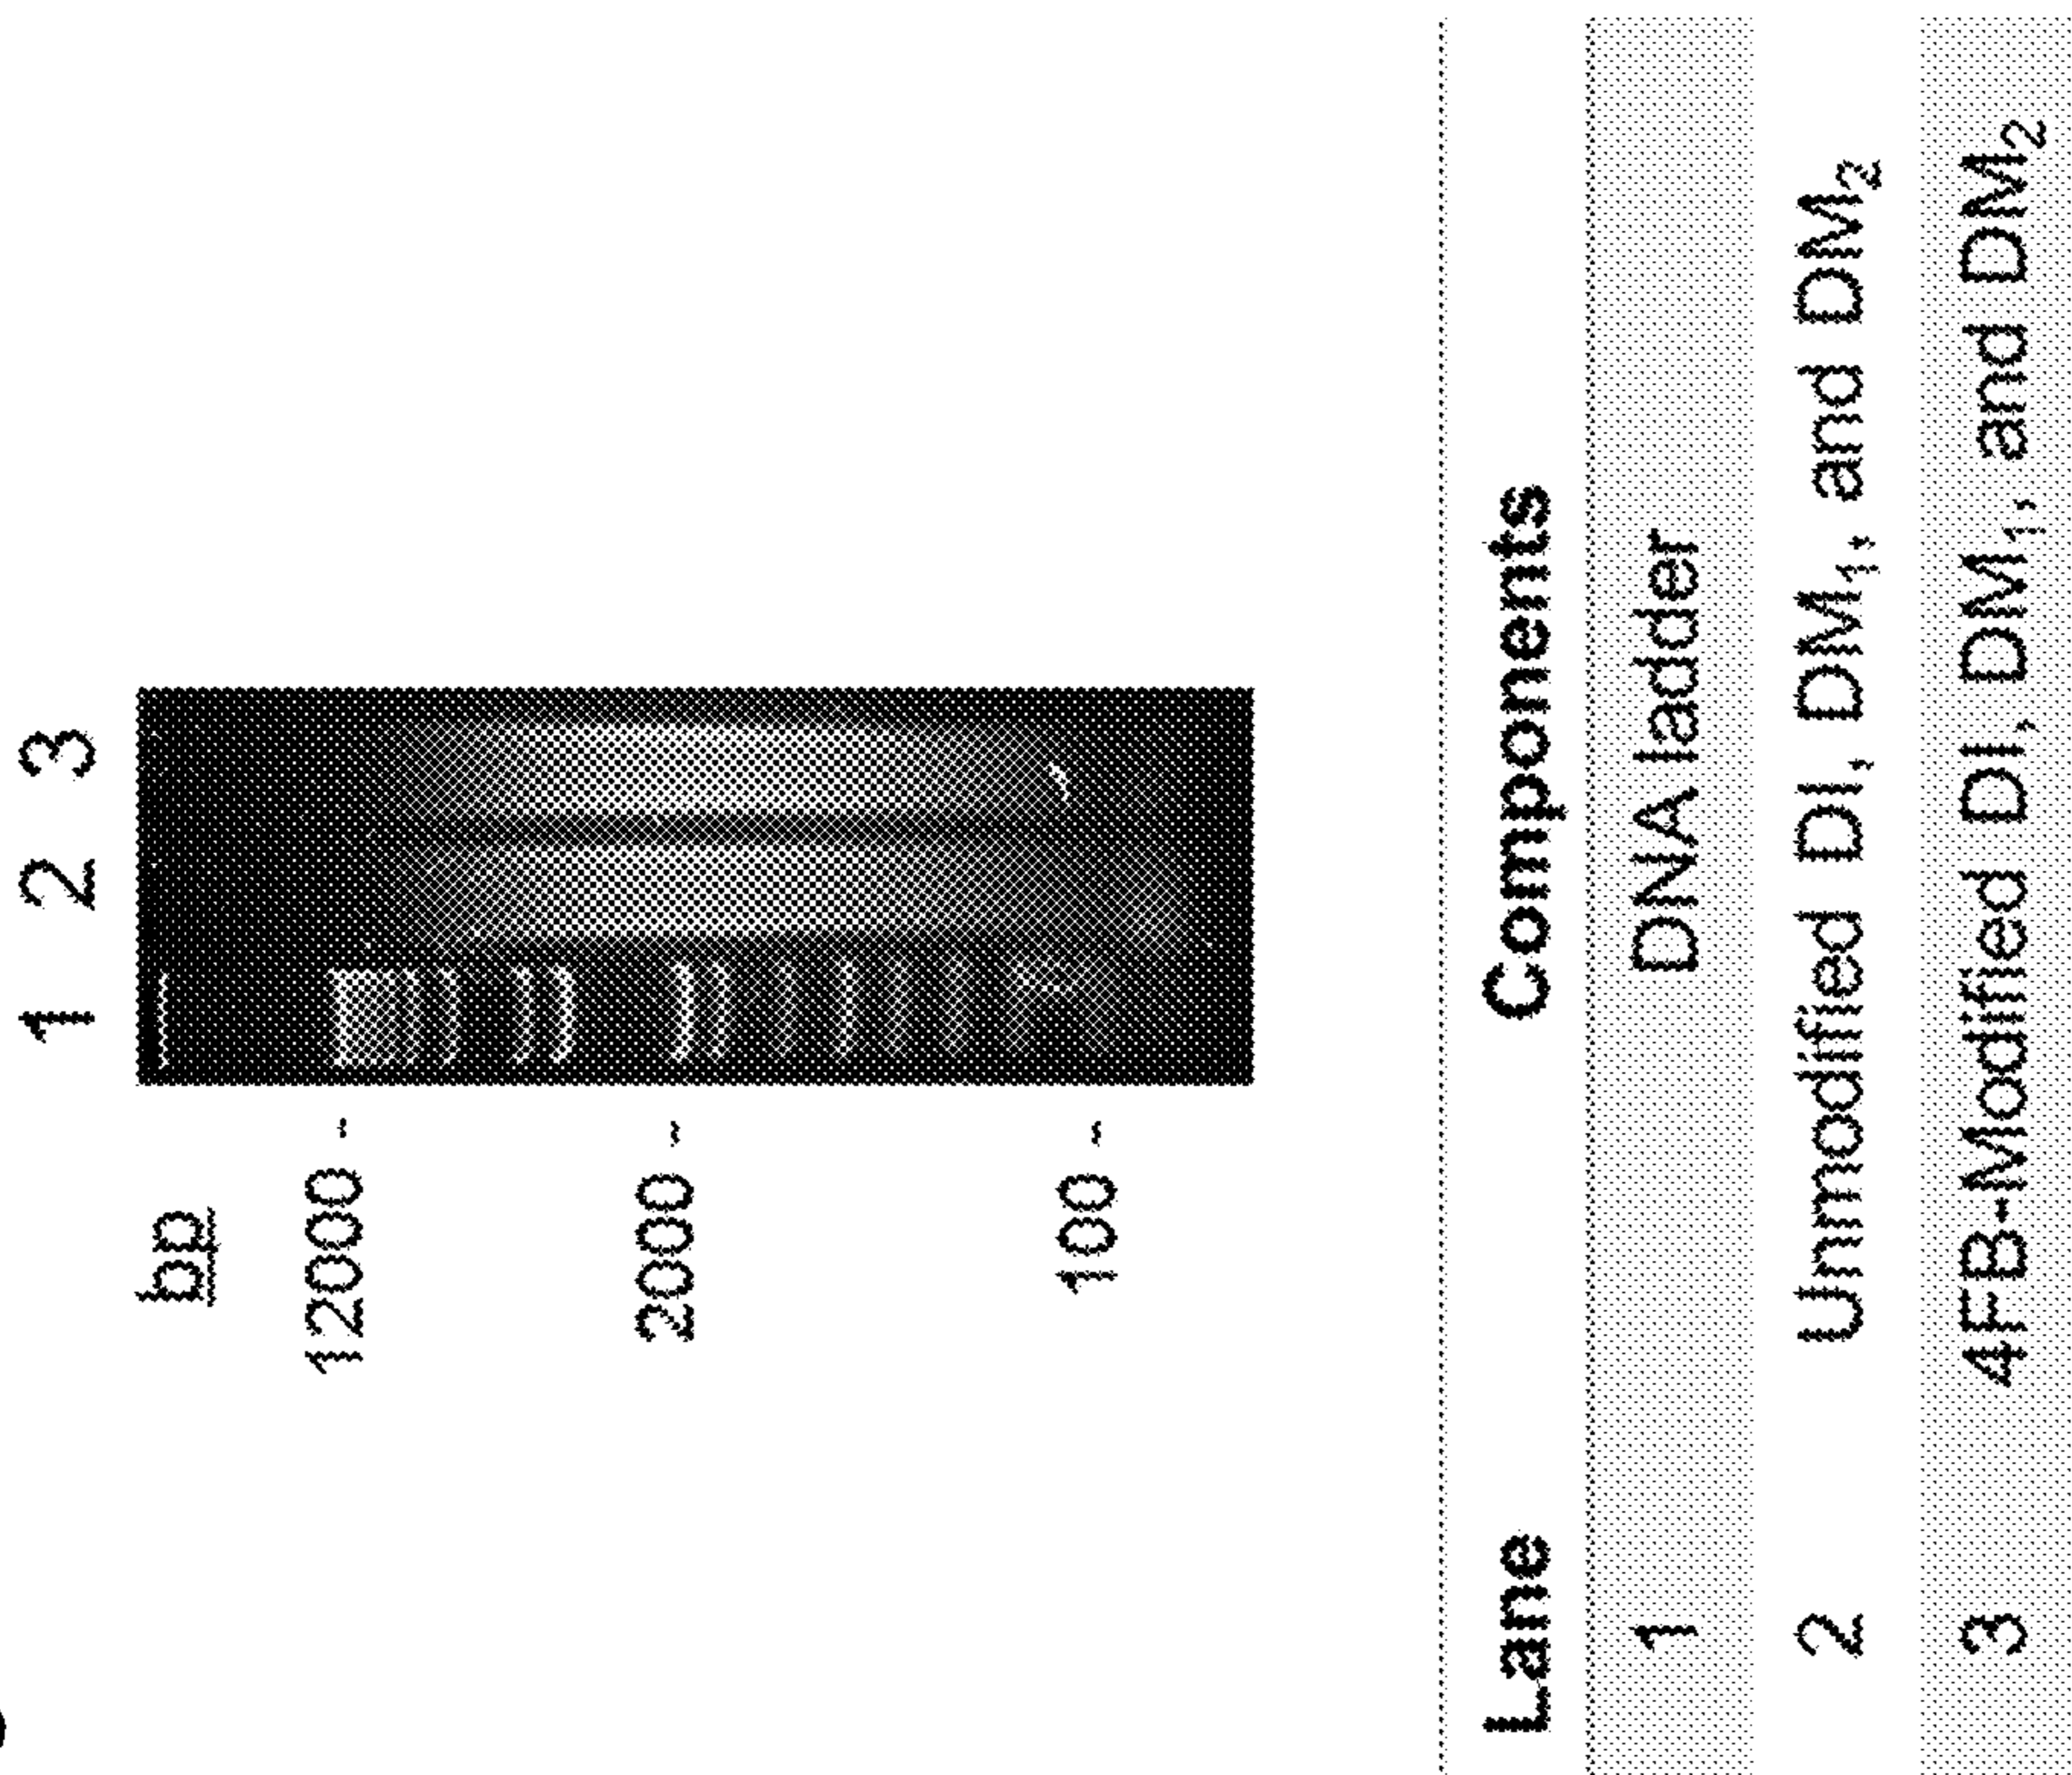 1 2 3
bp
12000 -
2000 -
100 -
Lane Components
1 DNA ladder
2 Unmodified DI, DM₁, and DM₂
3 4FB-Modified DI, DM₁, and DM₂